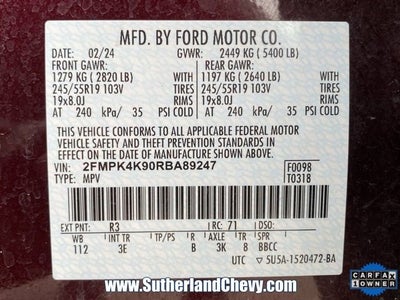 MFD. BY FORD MOTOR CO.
DATE: 02/24 GVWR: 2449 KG ( 5400 LB)
FRONT GAWR: REAR GAWR:
1279 KG ( 2820 LB) WITH 1197 KG ( 2640 LB) WITH
245/55R19 103V TIRES 245/55R19 103V TIRES
19x8.0J RIMS 19x8.0J RIMS
AT 240 kPa/ 35 PSI COLD AT 240 kPa/ 35 PSI COLD
THIS VEHICLE CONFORMS TO ALL APPLICABLE FEDERAL MOTOR
VEHICLE SAFETY AND THEFT PREVENTION STANDARDS IN
EFFECT ON THE DATE OF MANUFACTURE SHOWN ABOVE.
VIN: 2FMPK4K90RBA89247 F0098
TYPE: MPV T0318
EXT PNT: R3 RC: 71 DSO:
WB INT TR TP/PS R AXLE TR SPR
112 3E B 3K 8 BBCC
UTC 5U5A-1520472-BA
www.SutherlandChevy.com
CARFAX
1 OWNER